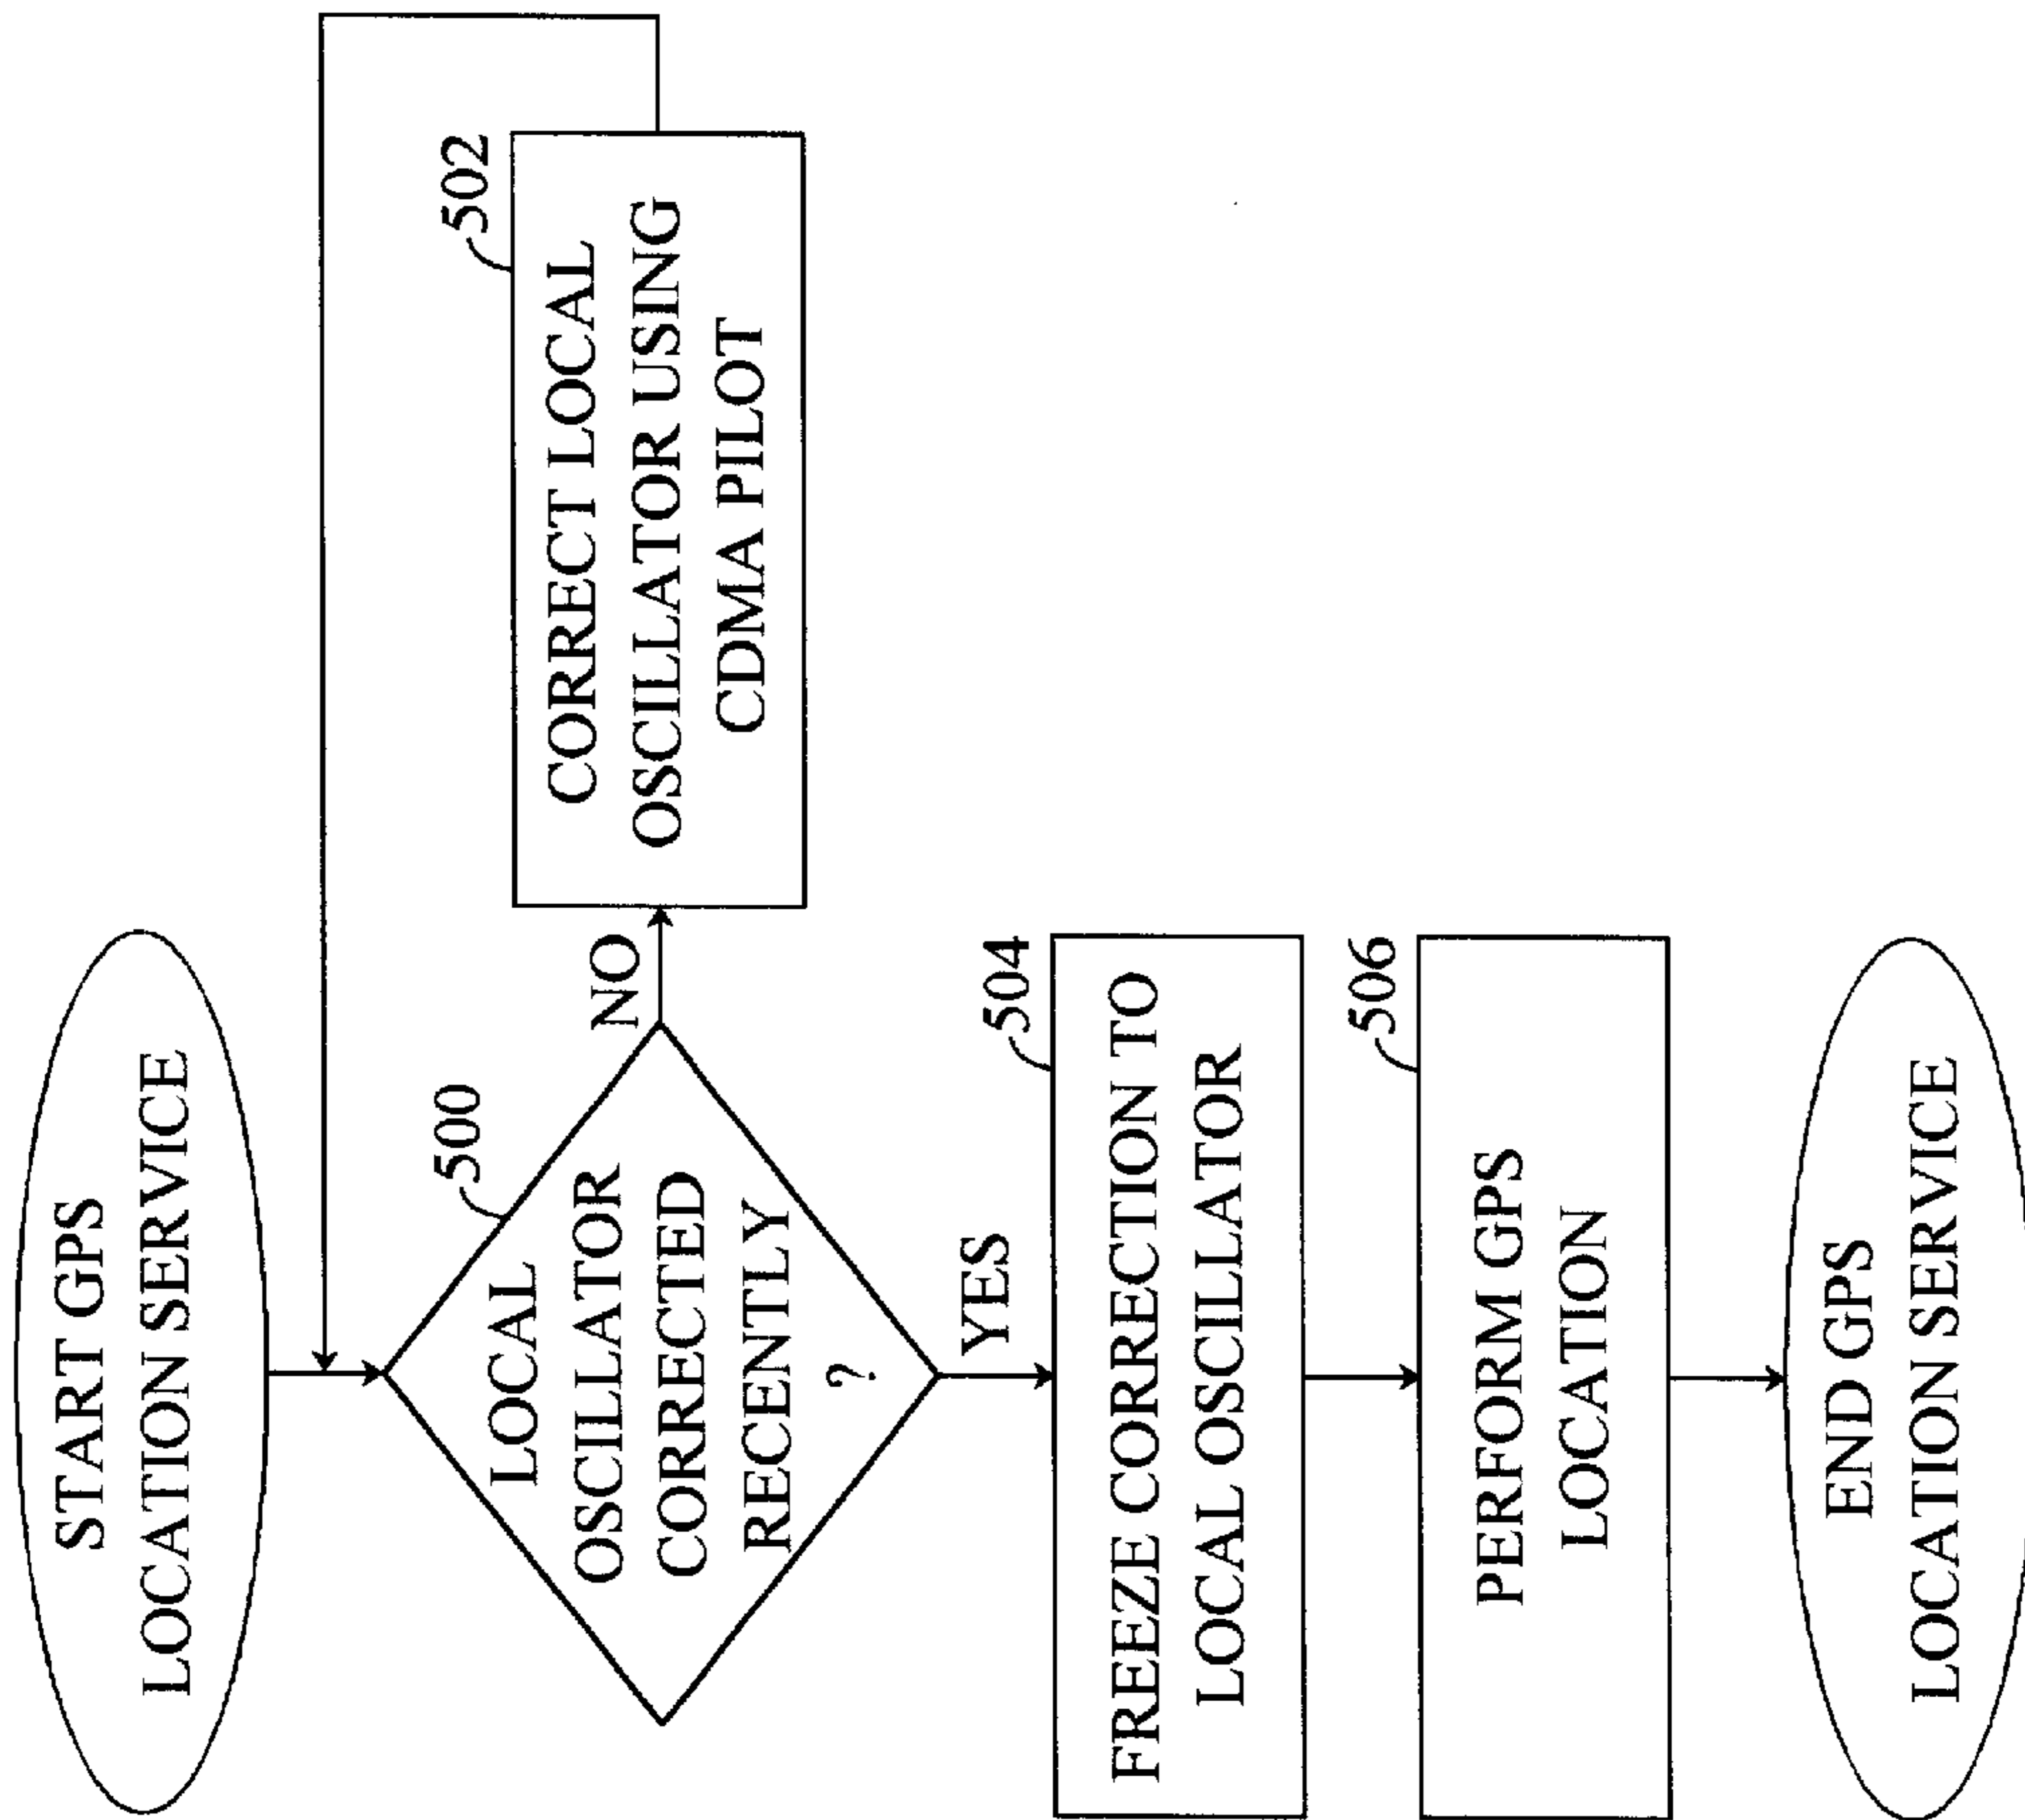 START GPS
LOCATION SERVICE
500
LOCAL
OSCILLATOR
CORRECTED
RECENTLY
?
NO
502
CORRECT LOCAL
OSCILLATOR USING
CDMA PILOT
YES
504
FREEZE CORRECTION TO
LOCAL OSCILLATOR
506
PERFORM GPS
LOCATION
END GPS
LOCATION SERVICE